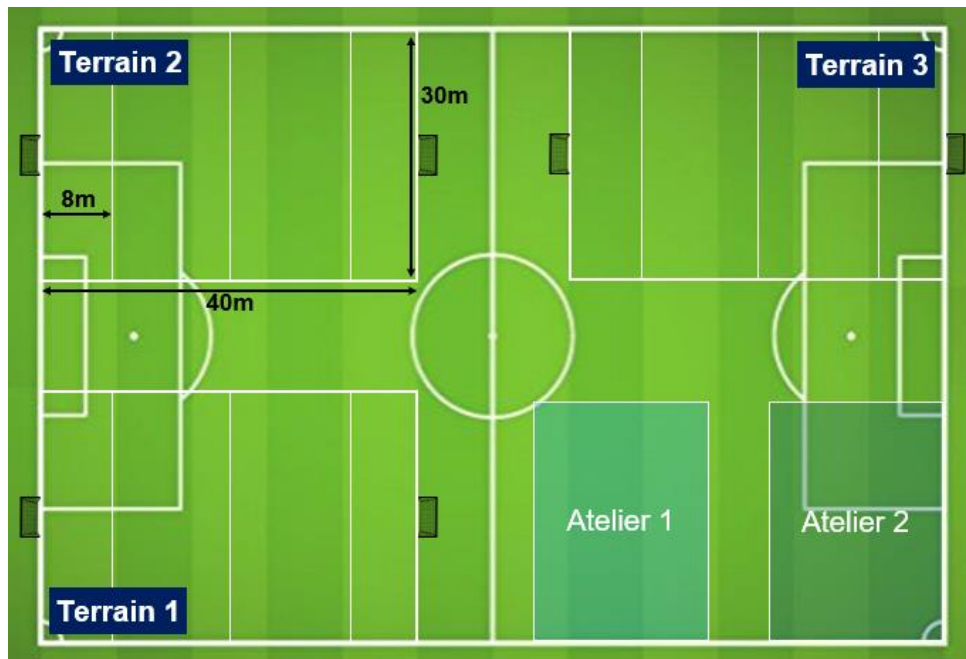 Terrain 2
Terrain 3
30m
8m
40m
Atelier 1
Atelier 2
Terrain 1